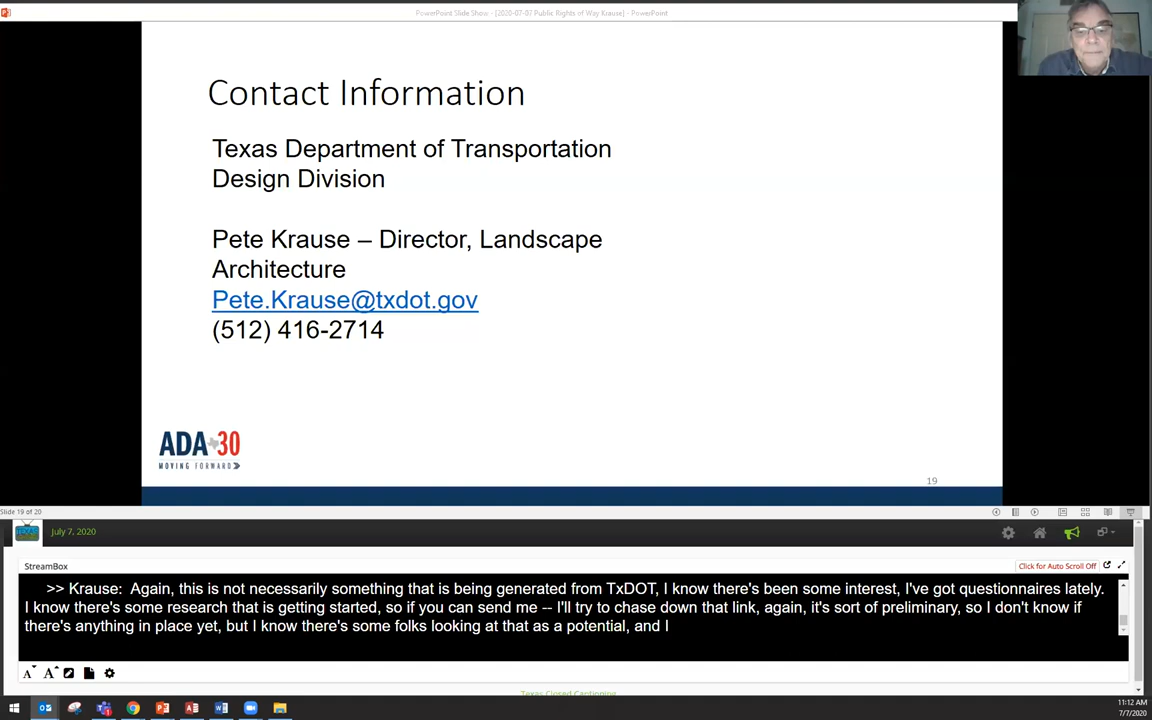 PowerPoint Slide Show - [2020-07-07 Public Rights of Way Krause] - PowerPoint
Contact Information
Texas Department of Transportation
Design Division
Pete Krause – Director, Landscape
Architecture
Pete.Krause@txdot.gov
(512) 416-2714
ADA 30
MOVING FORWARD
19
Slide 19 of 20
July 7, 2020
StreamBox
Click for Auto Scroll Off
>> Krause: Again, this is not necessarily something that is being generated from TxDOT, I know there's been some interest, I've got questionnaires lately.
I know there's some research that is getting started, so if you can send me -- I'll try to chase down that link, again, it's sort of preliminary, so I don't know if
there's anything in place yet, but I know there's some folks looking at that as a potential, and I
A A
Texas Closed Captioning
11:12 AM
7/7/2020